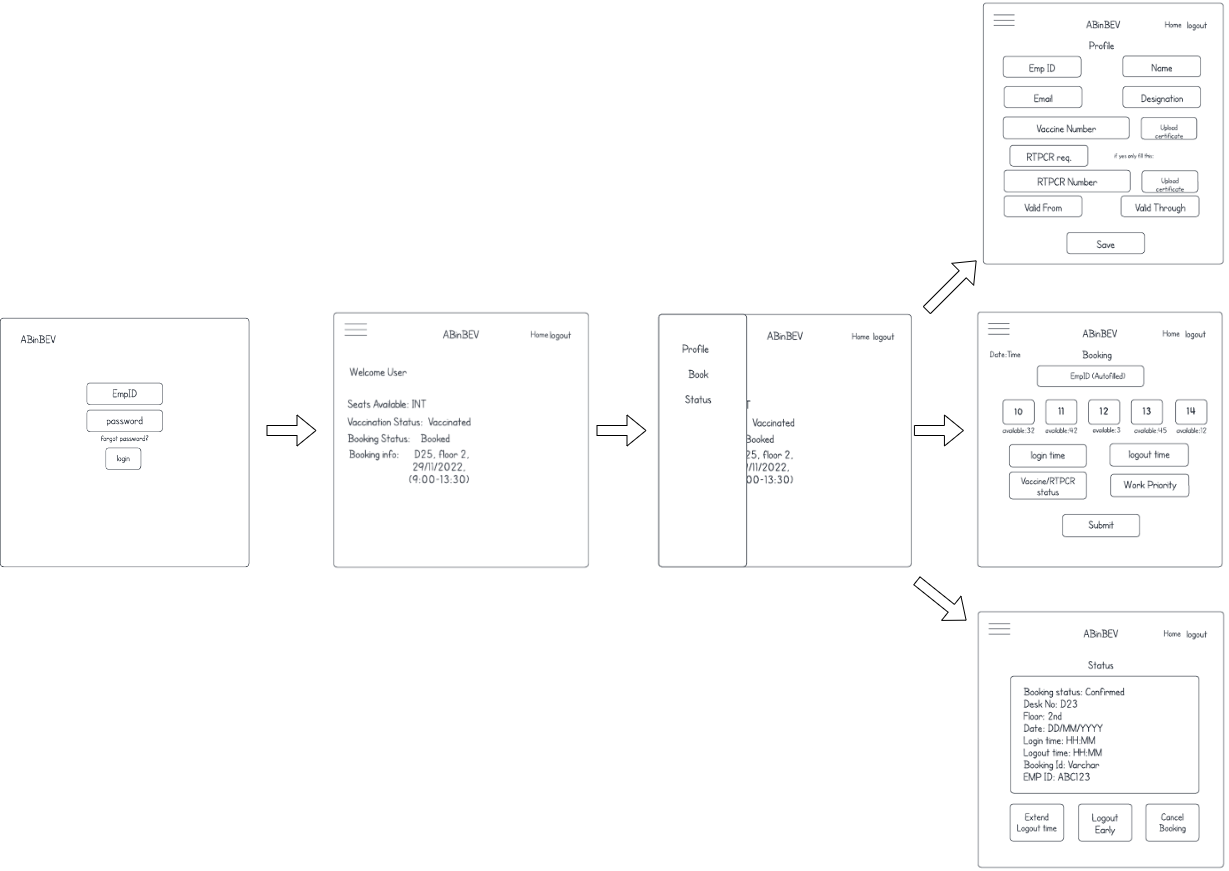 ABinBEV
EmpID
password
forgot password?
login
ABinBEV
Home logout
Welcome User
Seats Available: INT
Vaccination Status: Vaccinated
Booking Status: Booked
Booking info: D25, floor 2,
29/11/2022,
(9:00-13:30)
Profile
Book
Status
ABinBEV
Home logout
T
Vaccinated
Booked
25, floor 2,
/11/2022,
00-13:30)
ABinBEV
Home logout
Profile
Emp ID
Name
Email
Designation
Vaccine Number
Upload
certificate
RTPCR req.
if yes only fill this:
RTPCR Number
Upload
certificate
Valid From
Valid Through
Save
ABinBEV
Home logout
Date:Time
Booking
EmpID (Autofilled)
10 11 12 13 14
available:32 available:42 available:3 available:45 available:12
login time
logout time
Vaccine/RTPCR
status
Work Priority
Submit
ABinBEV
Home logout
Status
Booking status: Confirmed
Desk No: D23
Floor: 2nd
Date: DD/MM/YYYY
Login time: HH:MM
Logout time: HH:MM
Booking Id: Varchar
EMP ID: ABC123
Extend
Logout time
Logout
Early
Cancel
Booking